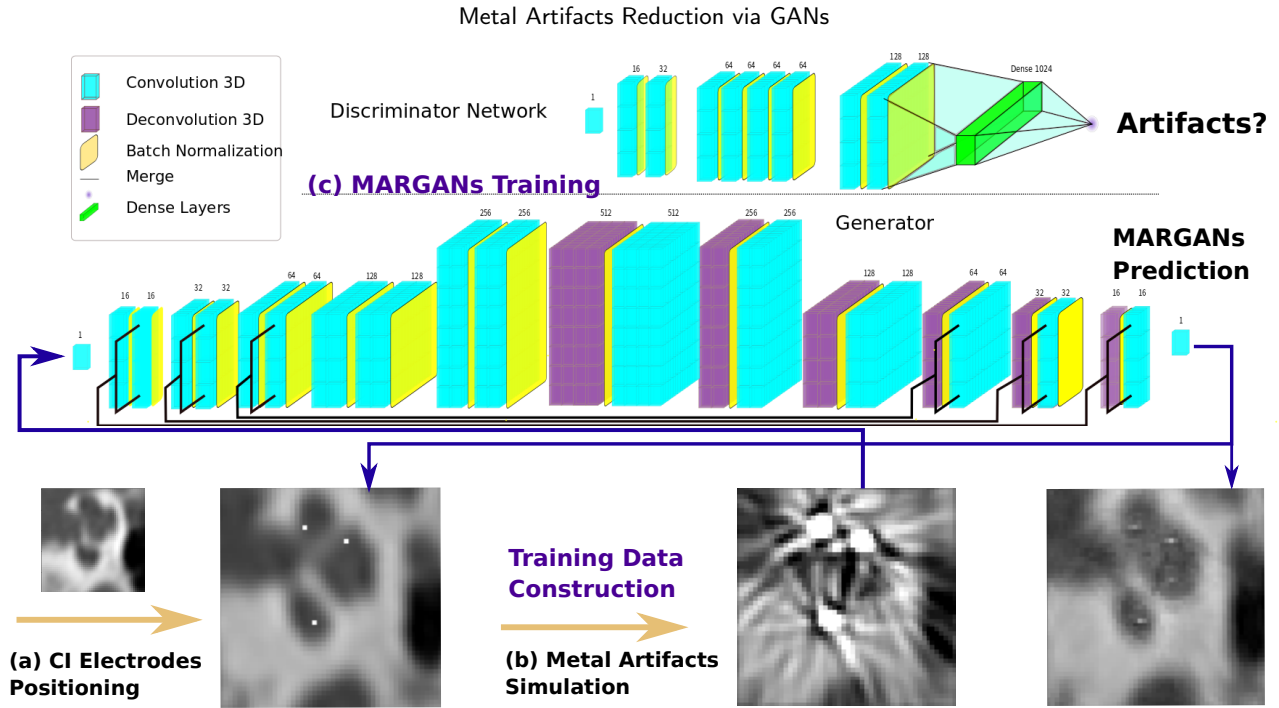 Metal Artifacts Reduction via GANs
Convolution 3D
Deconvolution 3D
Batch Normalization
Merge
Dense Layers
Discriminator Network
1
16 32
64 64 64 64
128 128
Dense 1024
Artifacts?
(c) MARGANs Training
Generator
MARGANs
Prediction
1
16 16
32 32
64 64
128 128
256 256
512 512
256 256
128 128
64 64
32 32
16 16
1
Training Data
Construction
(a) CI Electrodes
Positioning
(b) Metal Artifacts
Simulation